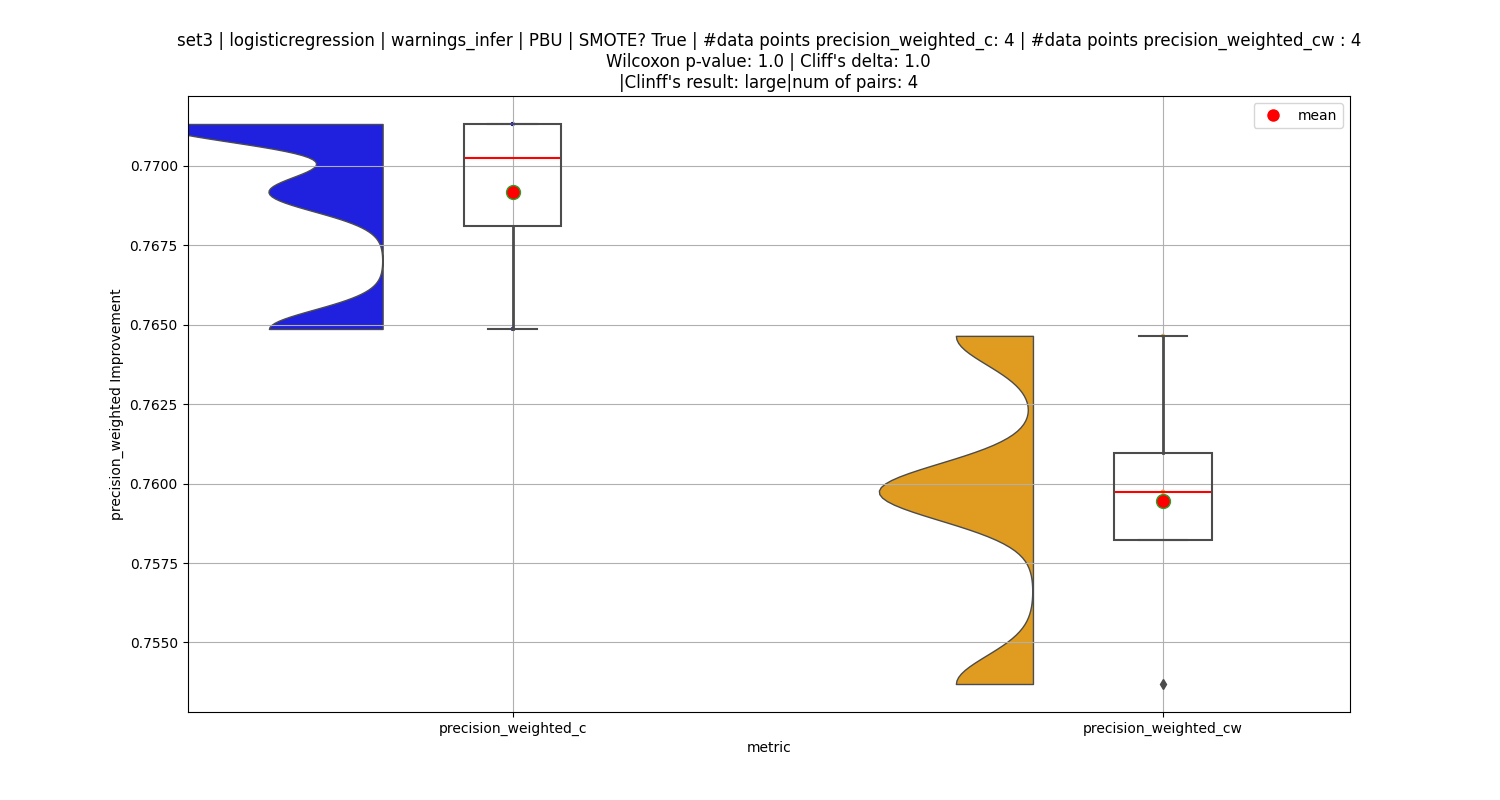 set3 | logisticregression | warnings_infer | PBU | SMOTE? True | #data points precision_weighted_c: 4 | #data points precision_weighted_cw : 4
Wilcoxon p-value: 1.0 | Cliff's delta: 1.0
|Clinff's result: large|num of pairs: 4
mean
0.7700
0.7675
0.7650
0.7625
0.7600
0.7575
0.7550
precision_weighted Improvement
precision_weighted_c
precision_weighted_cw
metric